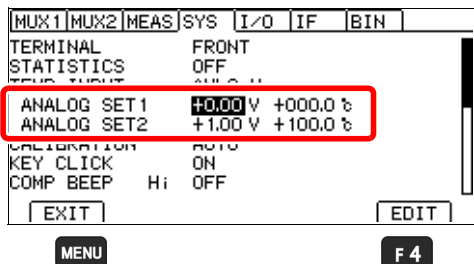 MUX1 MUX2 MEAS SYS I/O IF BIN
TERMINAL FRONT
STATISTICS OFF
ANALOG SET1 +0.00 V +000.0 ℃
ANALOG SET2 +1.00 V +100.0 ℃
CALIBRATION AUTO
KEY CLICK ON
COMP BEEP Hi OFF
EXIT EDIT
MENU F 4